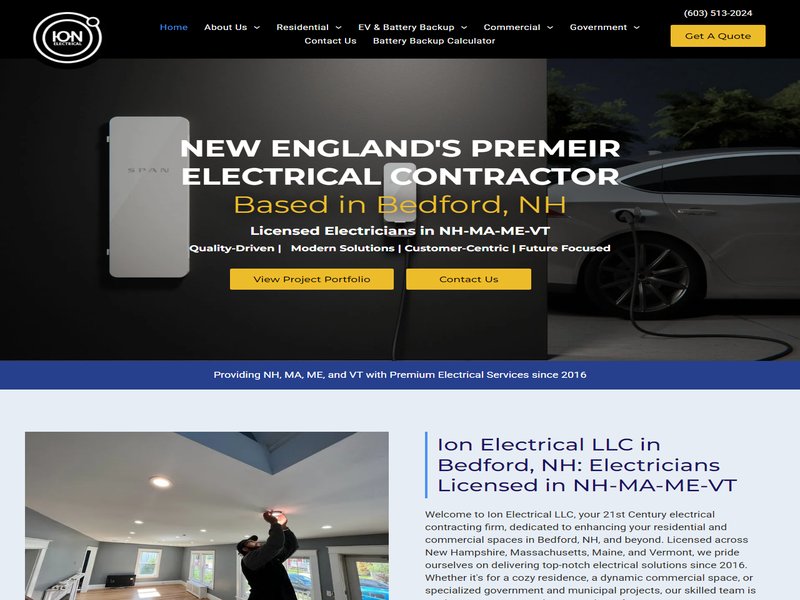 ION
ELECTRICAL
Home About Us Residential EV & Battery Backup Commercial Government
Contact Us Battery Backup Calculator
(603) 513-2024
Get A Quote
SPAN
NEW ENGLAND'S PREMEIR
ELECTRICAL CONTRACTOR
Based in Bedford, NH
Licensed Electricians in NH-MA-ME-VT
Quality-Driven | Modern Solutions | Customer-Centric | Future Focused
View Project Portfolio
Contact Us
Providing NH, MA, ME, and VT with Premium Electrical Services since 2016
Ion Electrical LLC in
Bedford, NH: Electricians
Licensed in NH-MA-ME-VT
Welcome to Ion Electrical LLC, your 21st Century electrical
contracting firm, dedicated to enhancing your residential and
commercial spaces in Bedford, NH, and beyond. Licensed across
New Hampshire, Massachusetts, Maine, and Vermont, we pride
ourselves on delivering top-notch electrical solutions since 2016.
Whether it's for a cozy residence, a dynamic commercial space, or
specialized government and municipal projects, our skilled team is